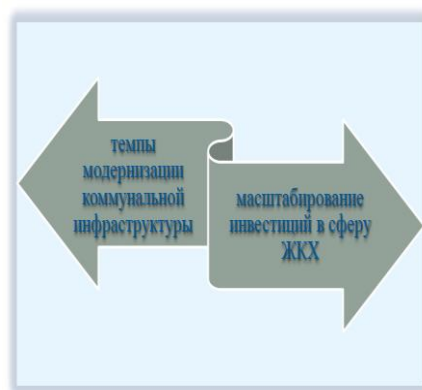 темпы
модернизации
коммунальной
инфраструктуры
масштабирование
инвестиций в сферу
ЖКХ